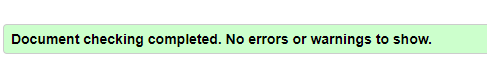 Document checking completed. No errors or warnings to show.